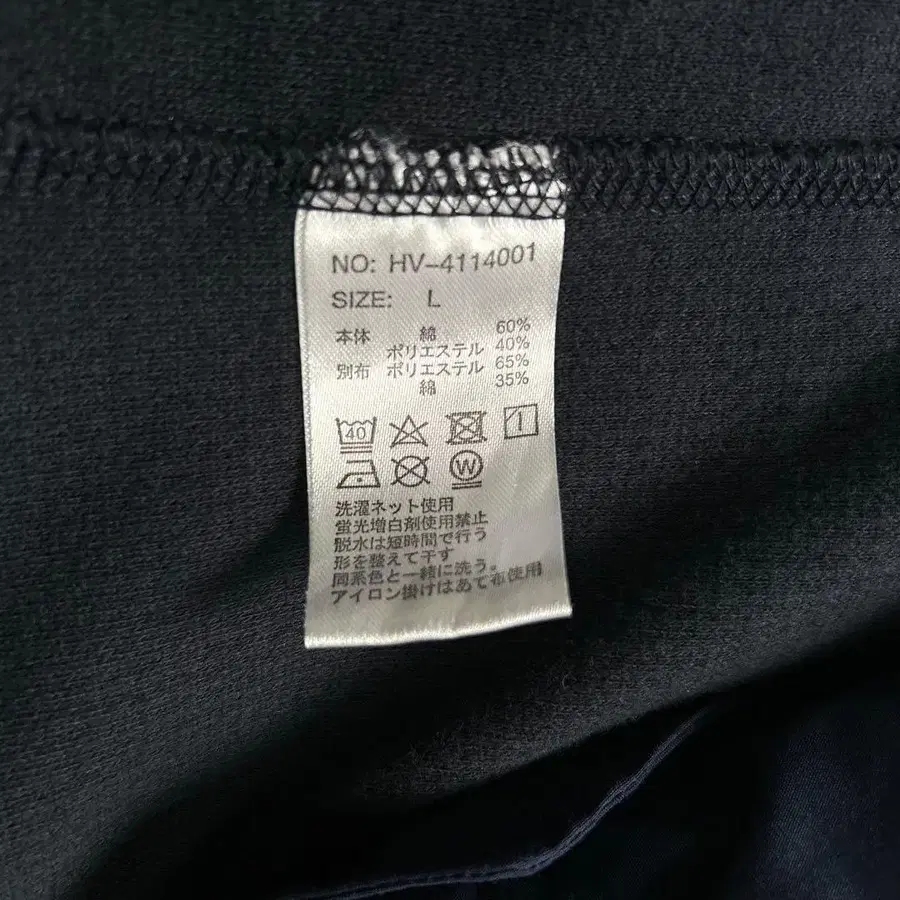 NO: HV-4114001
SIZE: L
本体 綿 60%
ポリエステル 40%
別布 ポリエステル 65%
綿 35%
40
W
洗濯ネット使用
蛍光増白剤使用禁止
脱水は短時間で行う
形を整えて干す
同系色と一緒に洗う。
アイロン掛けはあて布使用